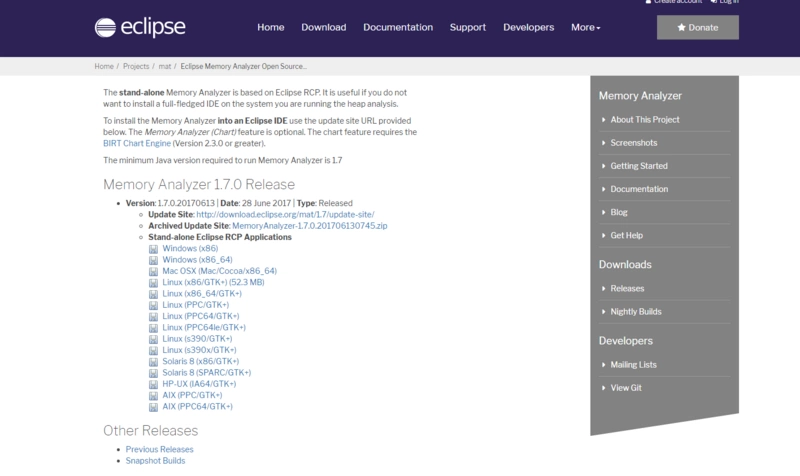 Create account Log in
eclipse
Home Download Documentation Support Developers More
Donate
Home / Projects / mat / Eclipse Memory Analyzer Open Source...
The stand-alone Memory Analyzer is based on Eclipse RCP. It is useful if you do not
want to install a full-fledged IDE on the system you are running the heap analysis.
To install the Memory Analyzer into an Eclipse IDE use the update site URL provided
below. The Memory Analyzer (Chart) feature is optional. The chart feature requires the
BIRT Chart Engine (Version 2.3.0 or greater).
The minimum Java version required to run Memory Analyzer is 1.7
Memory Analyzer 1.7.0 Release
Version: 1.7.0.20170613 | Date: 28 June 2017 | Type: Released
Update Site: http://download.eclipse.org/mat/1.7/update-site/
Archived Update Site: MemoryAnalyzer-1.7.0.201706130745.zip
Stand-alone Eclipse RCP Applications
Windows (x86)
Windows (x86_64)
Mac OSX (Mac/Cocoa/x86_64)
Linux (x86/GTK+) (52.3 MB)
Linux (x86_64/GTK+)
Linux (PPC/GTK+)
Linux (PPC64/GTK+)
Linux (PPC64le/GTK+)
Linux (s390/GTK+)
Linux (s390x/GTK+)
Solaris 8 (x86/GTK+)
Solaris 8 (SPARC/GTK+)
HP-UX (IA64/GTK+)
AIX (PPC/GTK+)
AIX (PPC64/GTK+)
Other Releases
Previous Releases
Snapshot Builds
Memory Analyzer
About This Project
Screenshots
Getting Started
Documentation
Blog
Get Help
Downloads
Releases
Nightly Builds
Developers
Mailing Lists
View Git